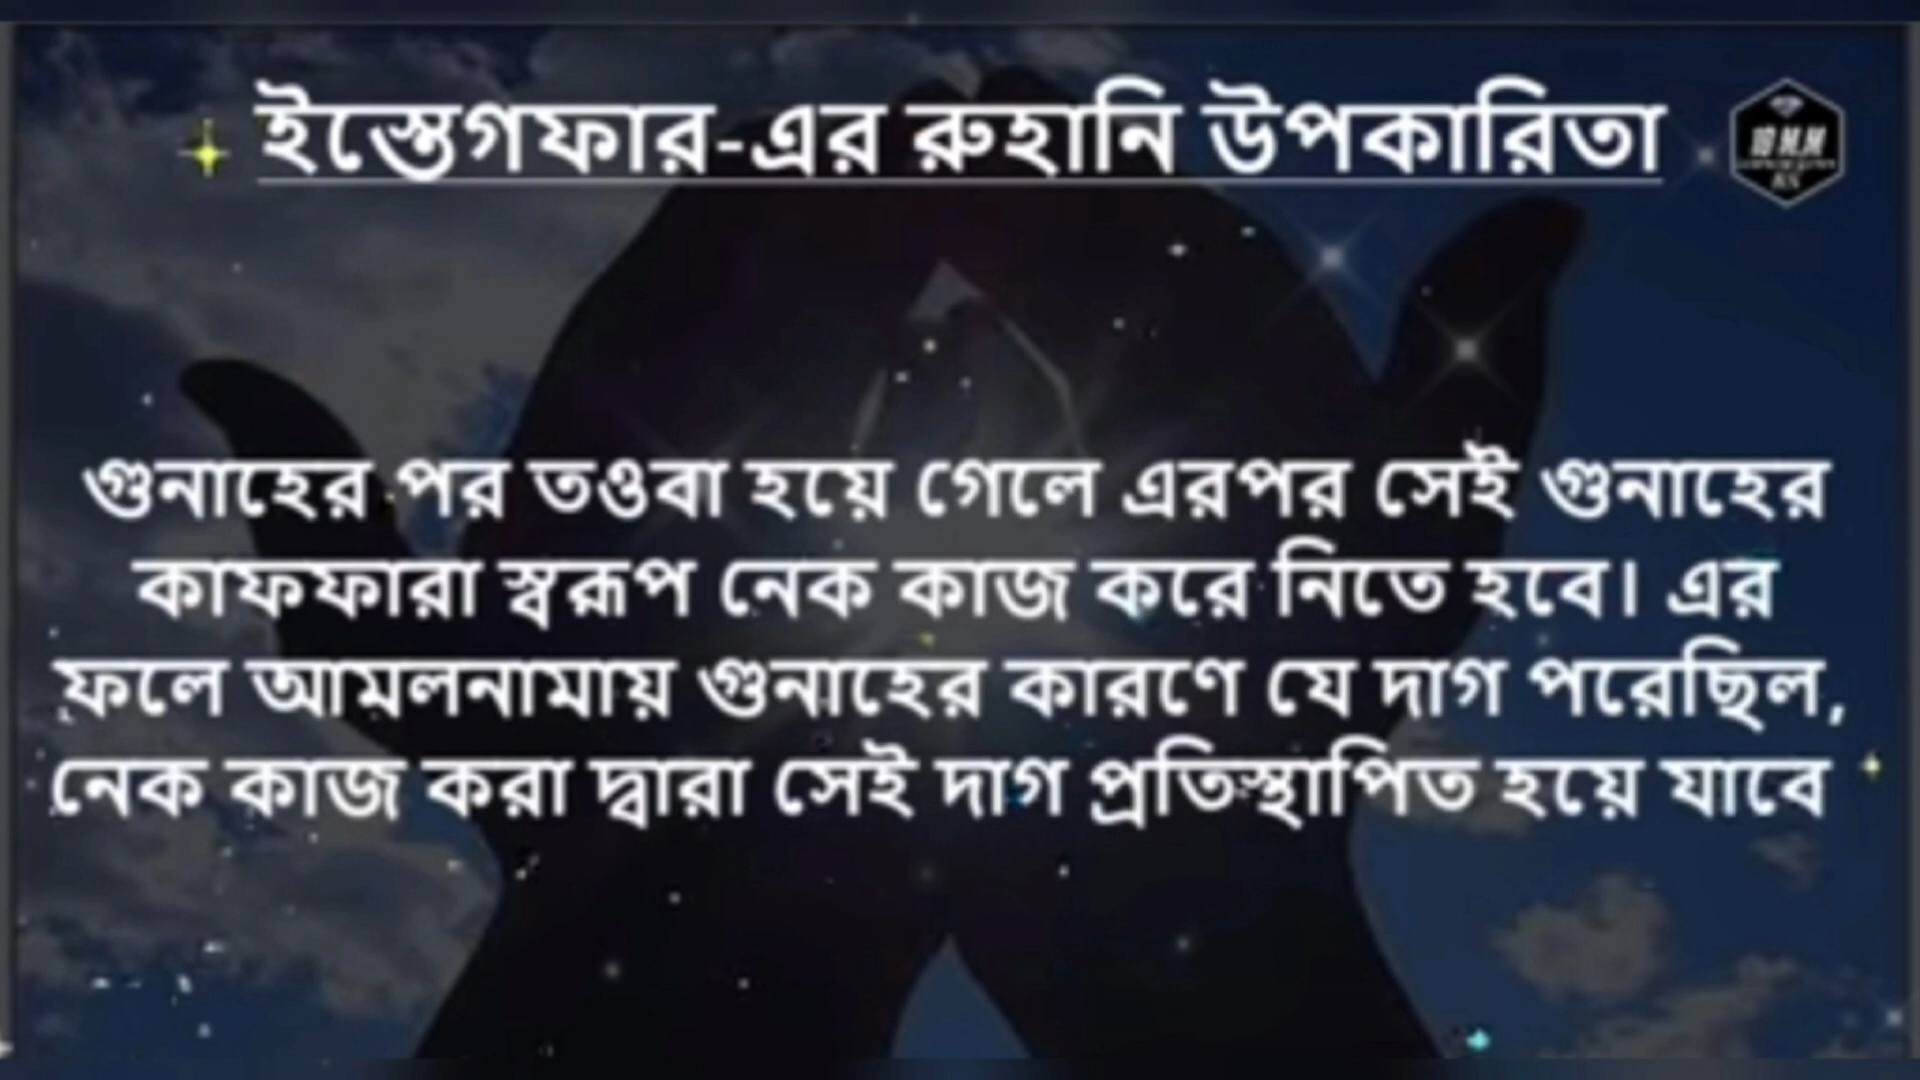 ইস্তেগফার-এর রুহানি উপকারিতা
10 M.M
গুনাহের পর তওবা হয়ে গেলে এরপর সেই গুনাহের
কাফফারা স্বরূপ নেক কাজ করে নিতে হবে। এর
ফলে আমলনামায় গুনাহের কারণে যে দাগ পরেছিল,
নেক কাজ করা দ্বারা সেই দাগ প্রতিস্থাপিত হয়ে যাবে